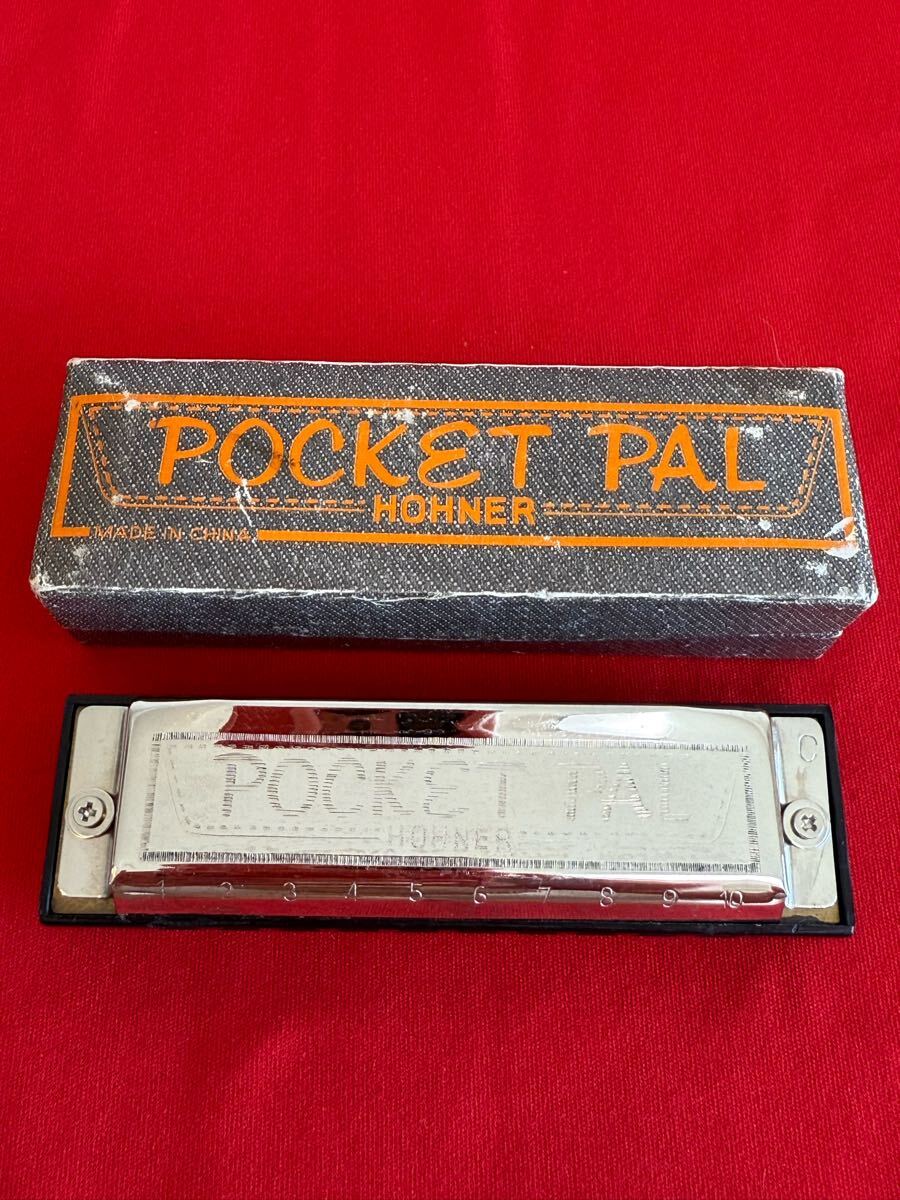 POCKET PAL
HOHNER
MADE IN CHINA
C
POCKET PAL
HOHNER
1 2 3 4 5 6 7 8 9 10